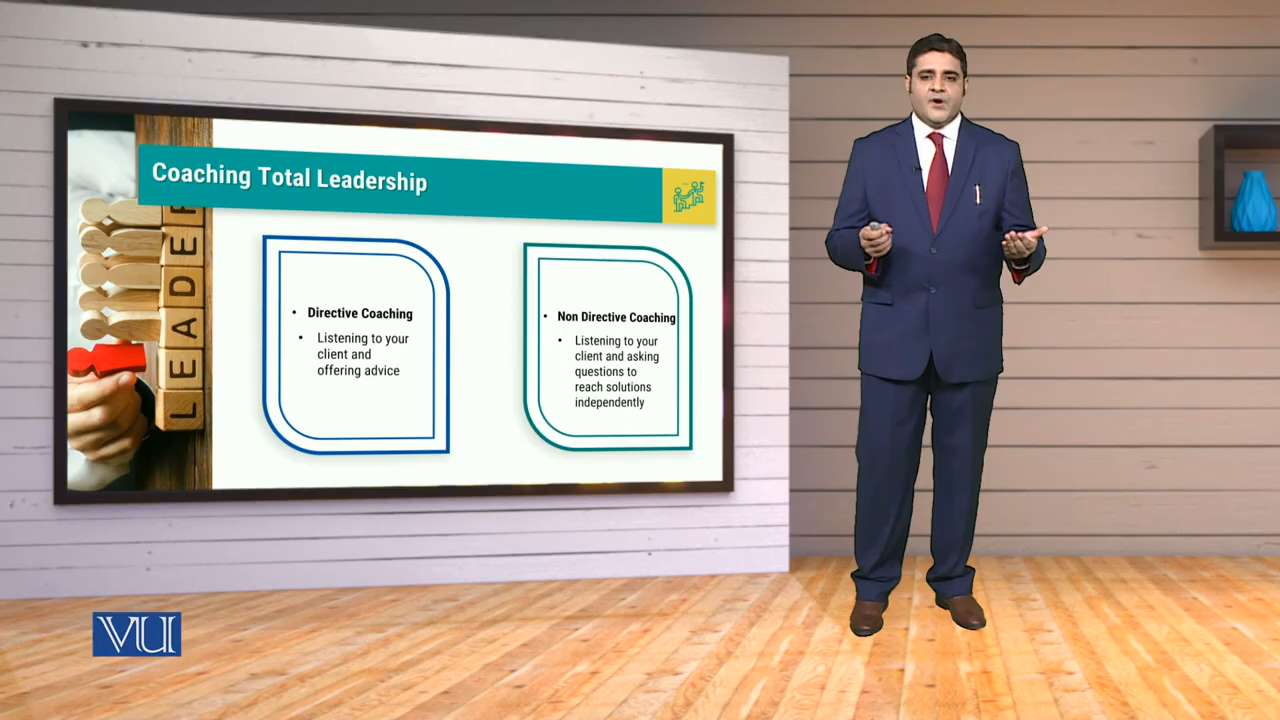 Coaching Total Leadership
LEADER
• Directive Coaching
• Listening to your
client and
offering advice
• Non Directive Coaching
• Listening to your
client and asking
questions to
reach solutions
independently
VU